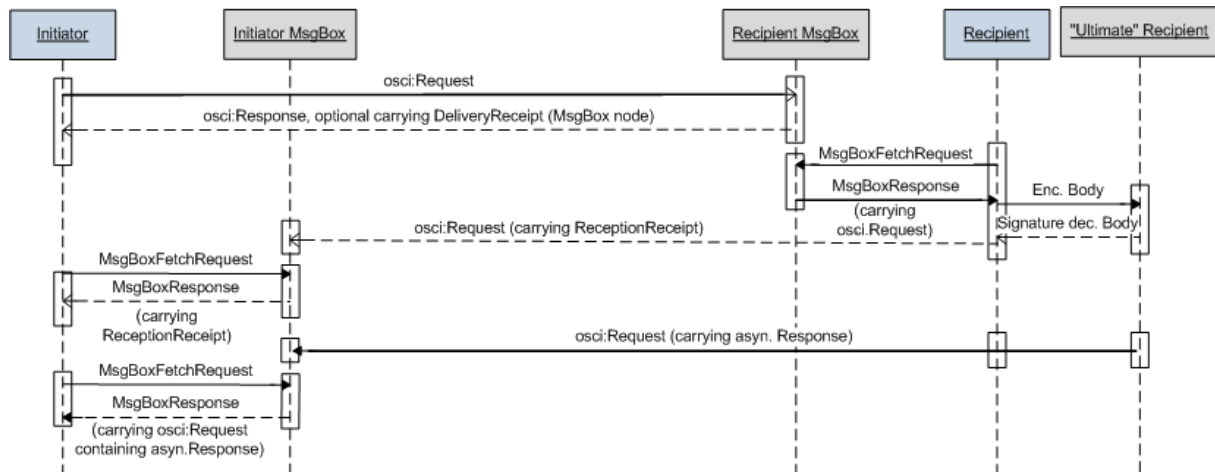 Initiator
Initiator MsgBox
Recipient MsgBox
Recipient
"Ultimate" Recipient
osci:Request
osci:Response, optional carrying DeliveryReceipt (MsgBox node)
MsgBoxFetchRequest
MsgBoxResponse
(carrying
osci.Request)
Enc. Body
Signature dec. Body
osci:Request (carrying ReceptionReceipt)
MsgBoxFetchRequest
MsgBoxResponse
(carrying
ReceptionReceipt)
osci:Request (carrying asyn. Response)
MsgBoxFetchRequest
MsgBoxResponse
(carrying osci:Request
containing asyn.Response)